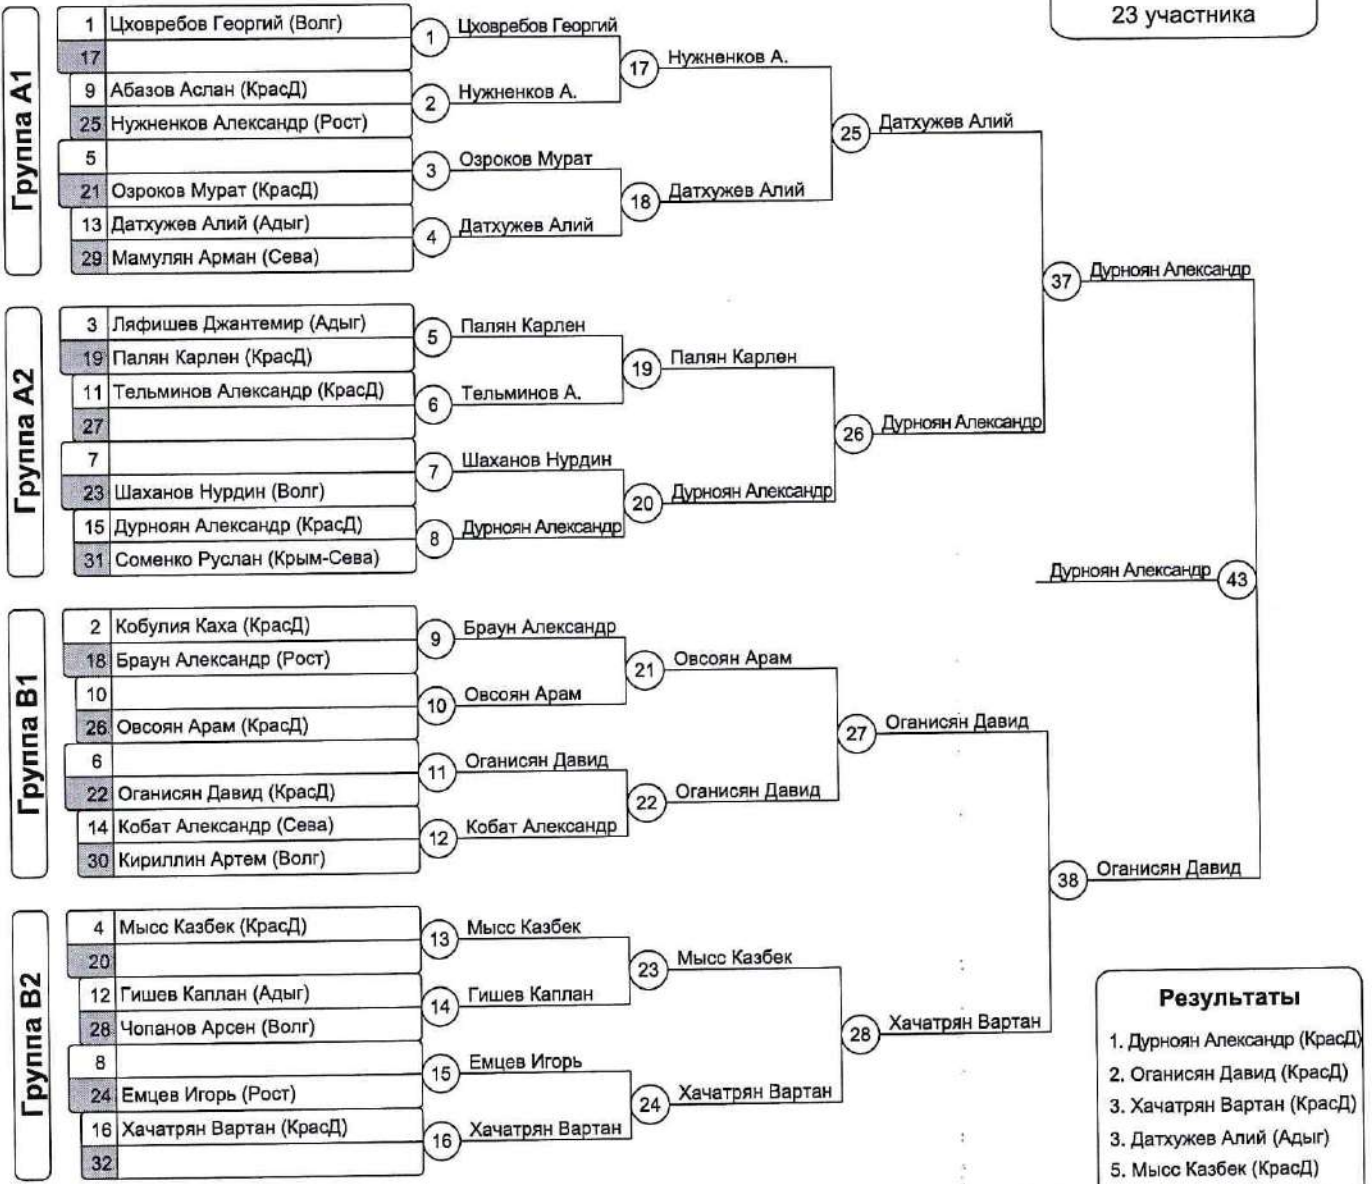 23 участника
Группа А1
1 Цховребов Георгий (Волг)
17
9 Абазов Аслан (КрасД)
25 Нужненков Александр (Рост)
5
21 Озроков Мурат (КрасД)
13 Датхужев Алий (Адыг)
29 Мамулян Арман (Сева)
1 Цховребов Георгий
2 Нужненков А.
3 Озроков Мурат
4 Датхужев Алий
17 Нужненков А.
18 Датхужев Алий
25 Датхужев Алий
Группа А2
3 Ляфишев Джантемир (Адыг)
19 Палян Карлен (КрасД)
11 Тельминов Александр (КрасД)
27
7
23 Шаханов Нурдин (Волг)
15 Дурноян Александр (КрасД)
31 Соменко Руслан (Крым-Сева)
5 Палян Карлен
6 Тельминов А.
7 Шаханов Нурдин
8 Дурноян Александр
19 Палян Карлен
20 Дурноян Александр
26 Дурноян Александр
37 Дурноян Александр
Дурноян Александр 43
Группа В1
2 Кобулия Каха (КрасД)
18 Браун Александр (Рост)
10
26 Овсоян Арам (КрасД)
6
22 Оганисян Давид (КрасД)
14 Кобат Александр (Сева)
30 Кириллин Артем (Волг)
9 Браун Александр
10 Овсоян Арам
11 Оганисян Давид
12 Кобат Александр
21 Овсоян Арам
22 Оганисян Давид
27 Оганисян Давид
38 Оганисян Давид
Группа В2
4 Мысс Казбек (КрасД)
20
12 Гишев Каплан (Адыг)
28 Чопанов Арсен (Волг)
8
24 Емцев Игорь (Рост)
16 Хачатрян Вартан (КрасД)
32
13 Мысс Казбек
14 Гишев Каплан
15 Емцев Игорь
16 Хачатрян Вартан
23 Мысс Казбек
24 Хачатрян Вартан
28 Хачатрян Вартан
Результаты
1. Дурноян Александр (КрасД)
2. Оганисян Давид (КрасД)
3. Хачатрян Вартан (КрасД)
3. Датхужев Алий (Адыг)
5. Мысс Казбек (КрасД)